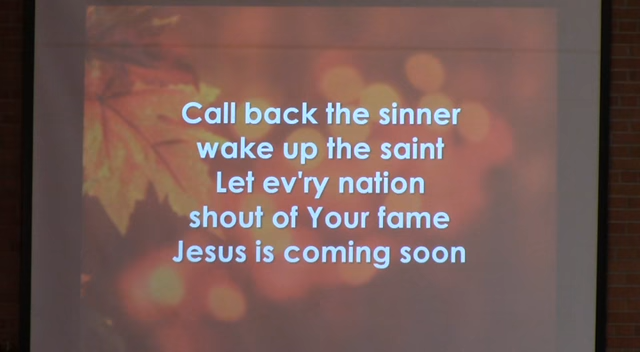 Call back the sinner
wake up the saint
Let ev'ry nation
shout of Your fame
Jesus is coming soon